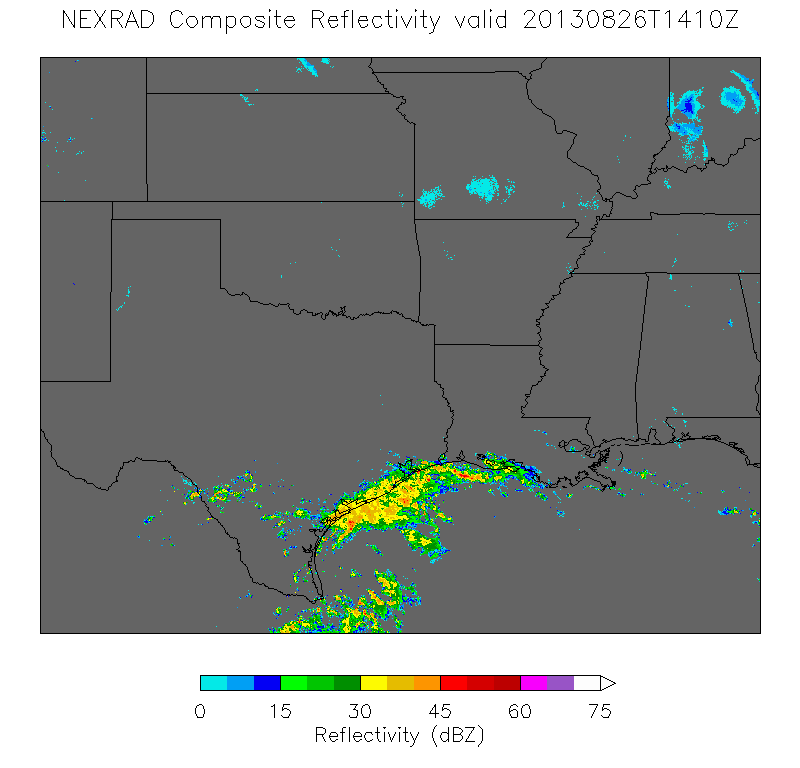 NEXRAD Composite Reflectivity valid 20130826T1410Z
0 15 30 45 60 75
Reflectivity (dBZ)